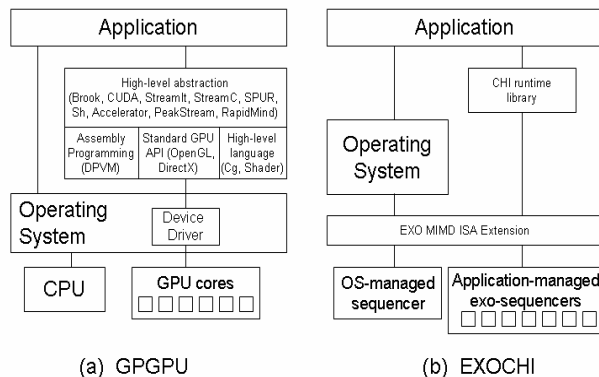 Application
High-level abstraction
(Brook, CUDA, StreamIt, StreamC, SPUR,
Sh, Accelerator, PeakStream, RapidMind)
Assembly
Programming
(DPVM)
Standard GPU
API (OpenGL,
DirectX)
High-level
language
(Cg, Shader)
Operating
System
Device
Driver
CPU
GPU cores
(a) GPGPU
Application
CHI runtime
library
Operating
System
EXO MIMD ISA Extension
OS-managed
sequencer
Application-managed
exo-sequencers
(b) EXOCHI